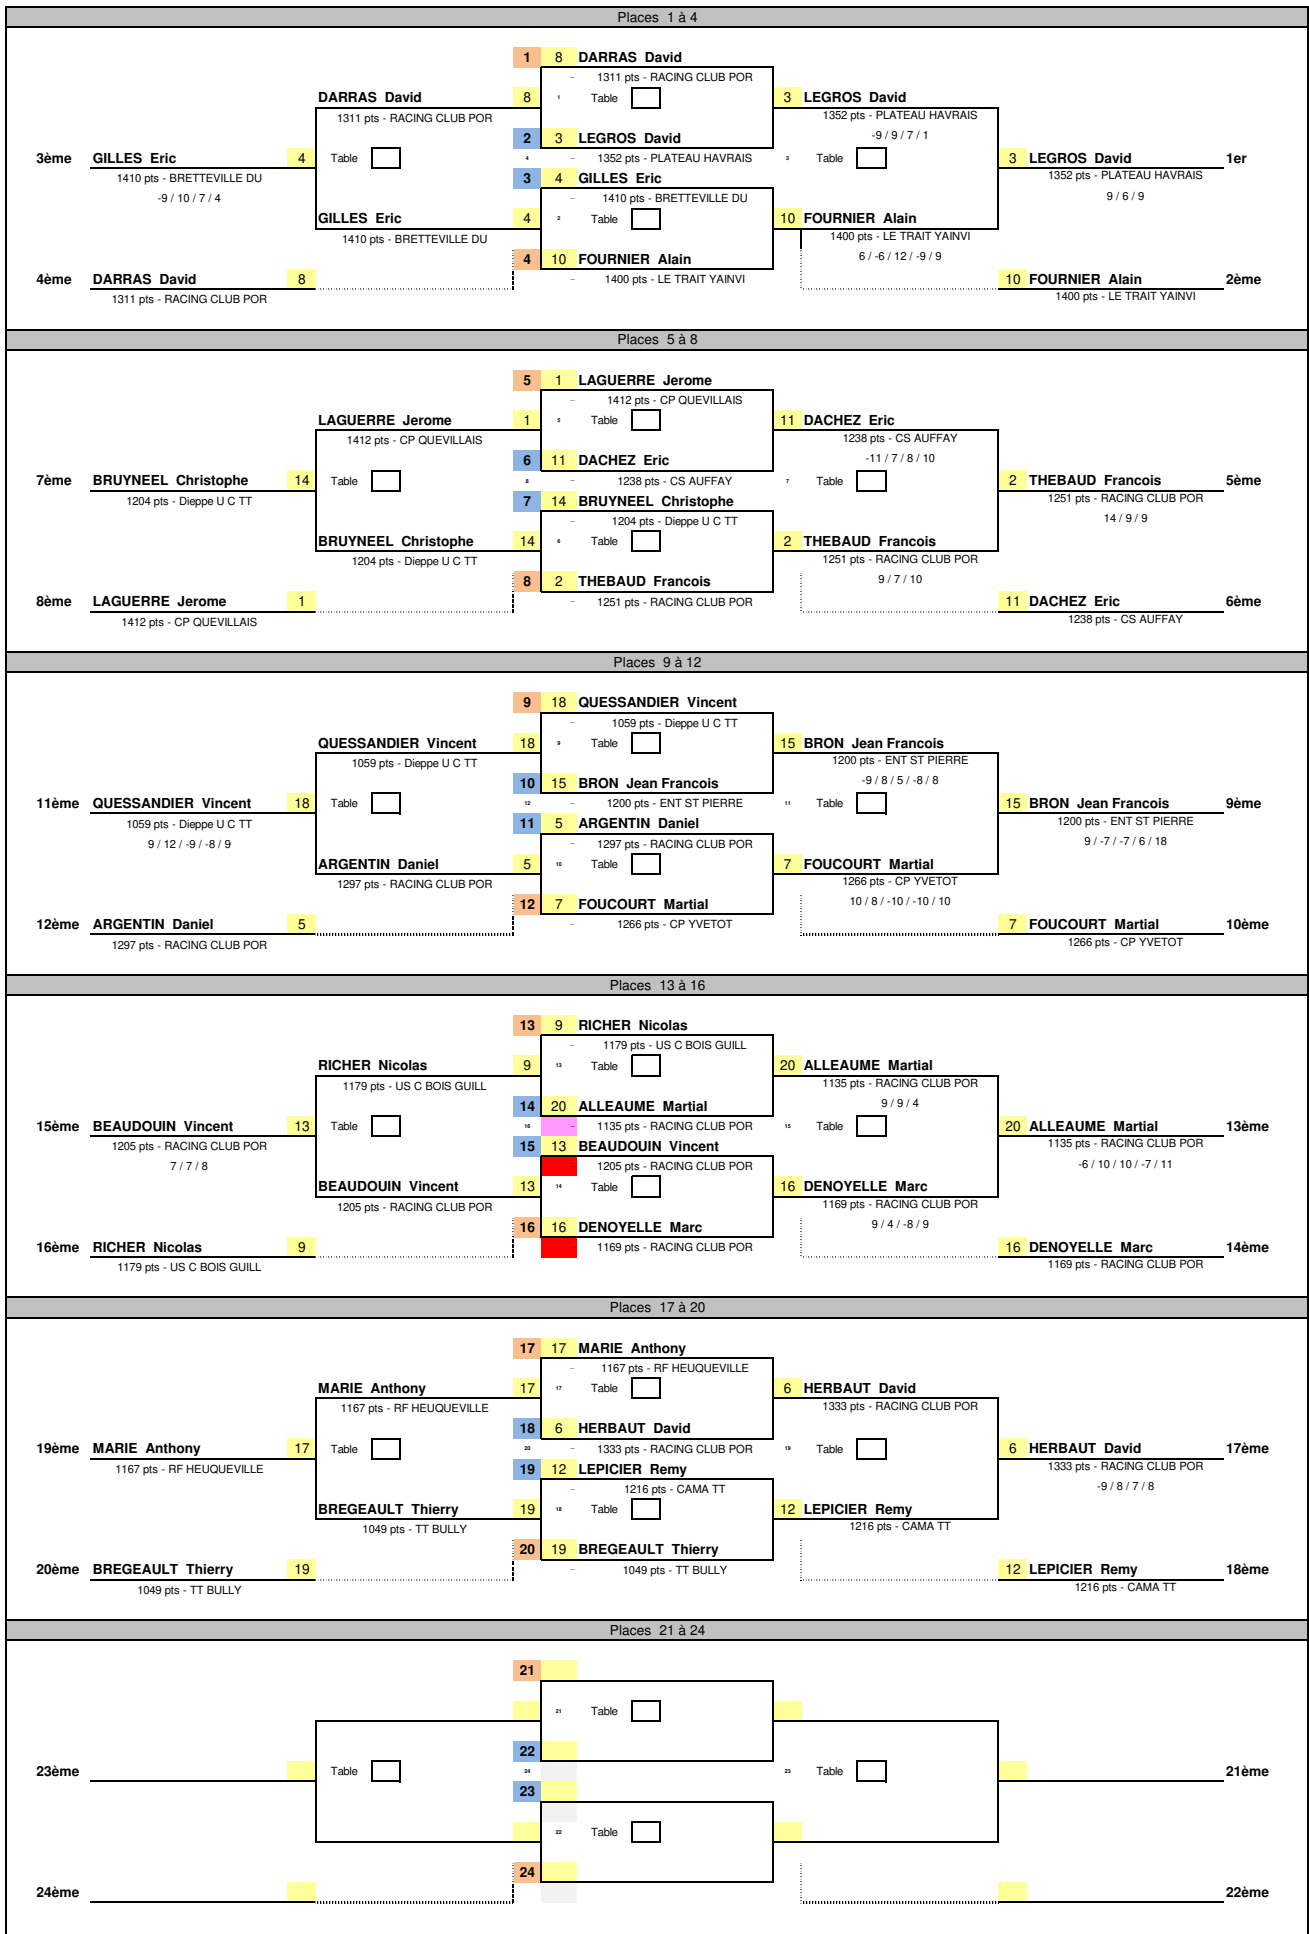 Places 1 à 4
1 8 DARRAS David
– 1311 pts - RACING CLUB POR
DARRAS David 8 1 Table 3 LEGROS David
1311 pts - RACING CLUB POR 1352 pts - PLATEAU HAVRAIS
-9 / 9 / 7 / 1
2 3 LEGROS David
3ème GILLES Eric 4 Table 4 – 1352 pts - PLATEAU HAVRAIS 3 Table 3 LEGROS David 1er
1410 pts - BRETTEVILLE DU 3 4 GILLES Eric 1352 pts - PLATEAU HAVRAIS
-9 / 10 / 7 / 4 – 1410 pts - BRETTEVILLE DU 9 / 6 / 9
GILLES Eric 4 2 Table 10 FOURNIER Alain
1410 pts - BRETTEVILLE DU 1400 pts - LE TRAIT YAINVI
4 10 FOURNIER Alain 6 / -6 / 12 / -9 / 9
4ème DARRAS David 8 – 1400 pts - LE TRAIT YAINVI 10 FOURNIER Alain 2ème
1311 pts - RACING CLUB POR 1400 pts - LE TRAIT YAINVI
Places 5 à 8
5 1 LAGUERRE Jerome
– 1412 pts - CP QUEVILLAIS
LAGUERRE Jerome 1 5 Table 11 DACHEZ Eric
1412 pts - CP QUEVILLAIS 1238 pts - CS AUFFAY
6 11 DACHEZ Eric -11 / 7 / 8 / 10
7ème BRUYNEEL Christophe 14 Table 8 – 1238 pts - CS AUFFAY 7 Table 2 THEBAUD Francois 5ème
1204 pts - Dieppe U C TT 7 14 BRUYNEEL Christophe 1251 pts - RACING CLUB POR
– 1204 pts - Dieppe U C TT 14 / 9 / 9
BRUYNEEL Christophe 14 6 Table 2 THEBAUD Francois
1204 pts - Dieppe U C TT 1251 pts - RACING CLUB POR
8 2 THEBAUD Francois 9 / 7 / 10
8ème LAGUERRE Jerome 1 – 1251 pts - RACING CLUB POR 11 DACHEZ Eric 6ème
1412 pts - CP QUEVILLAIS 1238 pts - CS AUFFAY
Places 9 à 12
9 18 QUESSANDIER Vincent
– 1059 pts - Dieppe U C TT
QUESSANDIER Vincent 18 9 Table 15 BRON Jean Francois
1059 pts - Dieppe U C TT 1200 pts - ENT ST PIERRE
10 15 BRON Jean Francois -9 / 8 / 5 / -8 / 8
11ème QUESSANDIER Vincent 18 Table 12 – 1200 pts - ENT ST PIERRE 11 Table 15 BRON Jean Francois 9ème
1059 pts - Dieppe U C TT 11 5 ARGENTIN Daniel 1200 pts - ENT ST PIERRE
9 / 12 / -9 / -8 / 9 – 1297 pts - RACING CLUB POR 9 / -7 / -7 / 6 / 18
ARGENTIN Daniel 5 10 Table 7 FOUCOURT Martial
1297 pts - RACING CLUB POR 1266 pts - CP YVETOT
12 7 FOUCOURT Martial 10 / 8 / -10 / -10 / 10
12ème ARGENTIN Daniel 5 – 1266 pts - CP YVETOT 7 FOUCOURT Martial 10ème
1297 pts - RACING CLUB POR 1266 pts - CP YVETOT
Places 13 à 16
13 9 RICHER Nicolas
– 1179 pts - US C BOIS GUILL
RICHER Nicolas 9 13 Table 20 ALLEAUME Martial
1179 pts - US C BOIS GUILL 1135 pts - RACING CLUB POR
14 20 ALLEAUME Martial 9 / 9 / 4
15ème BEAUDOUIN Vincent 13 Table 16 – 1135 pts - RACING CLUB POR 15 Table 20 ALLEAUME Martial 13ème
1205 pts - RACING CLUB POR 15 13 BEAUDOUIN Vincent 1135 pts - RACING CLUB POR
7 / 7 / 8 – 1205 pts - RACING CLUB POR -6 / 10 / 10 / -7 / 11
BEAUDOUIN Vincent 13 14 Table 16 DENOYELLE Marc
1205 pts - RACING CLUB POR 1169 pts - RACING CLUB POR
16 16 DENOYELLE Marc 9 / 4 / -8 / 9
16ème RICHER Nicolas 9 1169 pts - RACING CLUB POR 16 DENOYELLE Marc 14ème
1179 pts - US C BOIS GUILL 1169 pts - RACING CLUB POR
Places 17 à 20
17 17 MARIE Anthony
– 1167 pts - RF HEUQUEVILLE
MARIE Anthony 17 17 Table 6 HERBAUT David
1167 pts - RF HEUQUEVILLE 1333 pts - RACING CLUB POR
18 6 HERBAUT David
19ème MARIE Anthony 17 Table 20 – 1333 pts - RACING CLUB POR 19 Table 6 HERBAUT David 17ème
1167 pts - RF HEUQUEVILLE 19 12 LEPICIER Remy 1333 pts - RACING CLUB POR
– 1216 pts - CAMA TT -9 / 8 / 7 / 8
BREGEAULT Thierry 19 18 Table 12 LEPICIER Remy
1049 pts - TT BULLY 1216 pts - CAMA TT
20 19 BREGEAULT Thierry
20ème BREGEAULT Thierry 19 – 1049 pts - TT BULLY 12 LEPICIER Remy 18ème
1049 pts - TT BULLY 1216 pts - CAMA TT
Places 21 à 24
21
21 Table
22
23ème Table 24 23 Table 21ème
23
22 Table
24
24ème 22ème